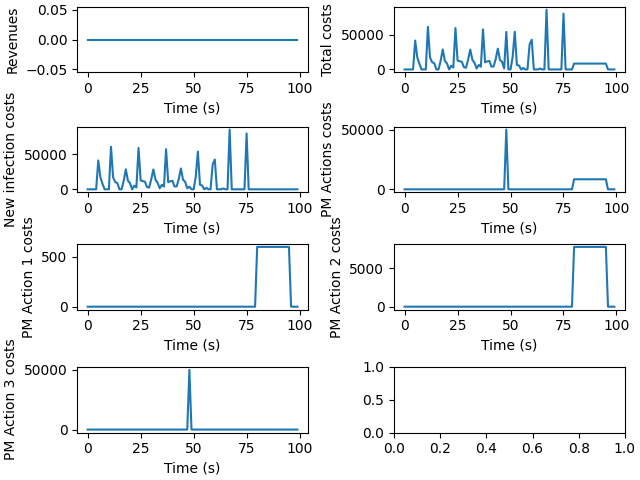 Revenues
0.05
0.00
−0.05
0 25 50 75 100
Time (s)
Total costs
50000
0
0 25 50 75 100
Time (s)
New infection costs
50000
0
0 25 50 75 100
Time (s)
PM Actions costs
50000
0
0 25 50 75 100
Time (s)
PM Action 1 costs
500
0
0 25 50 75 100
Time (s)
PM Action 2 costs
5000
0
0 25 50 75 100
Time (s)
PM Action 3 costs
50000
0
0 25 50 75 100
Time (s)
1.0
0.5
0.0
0.0 0.2 0.4 0.6 0.8 1.0